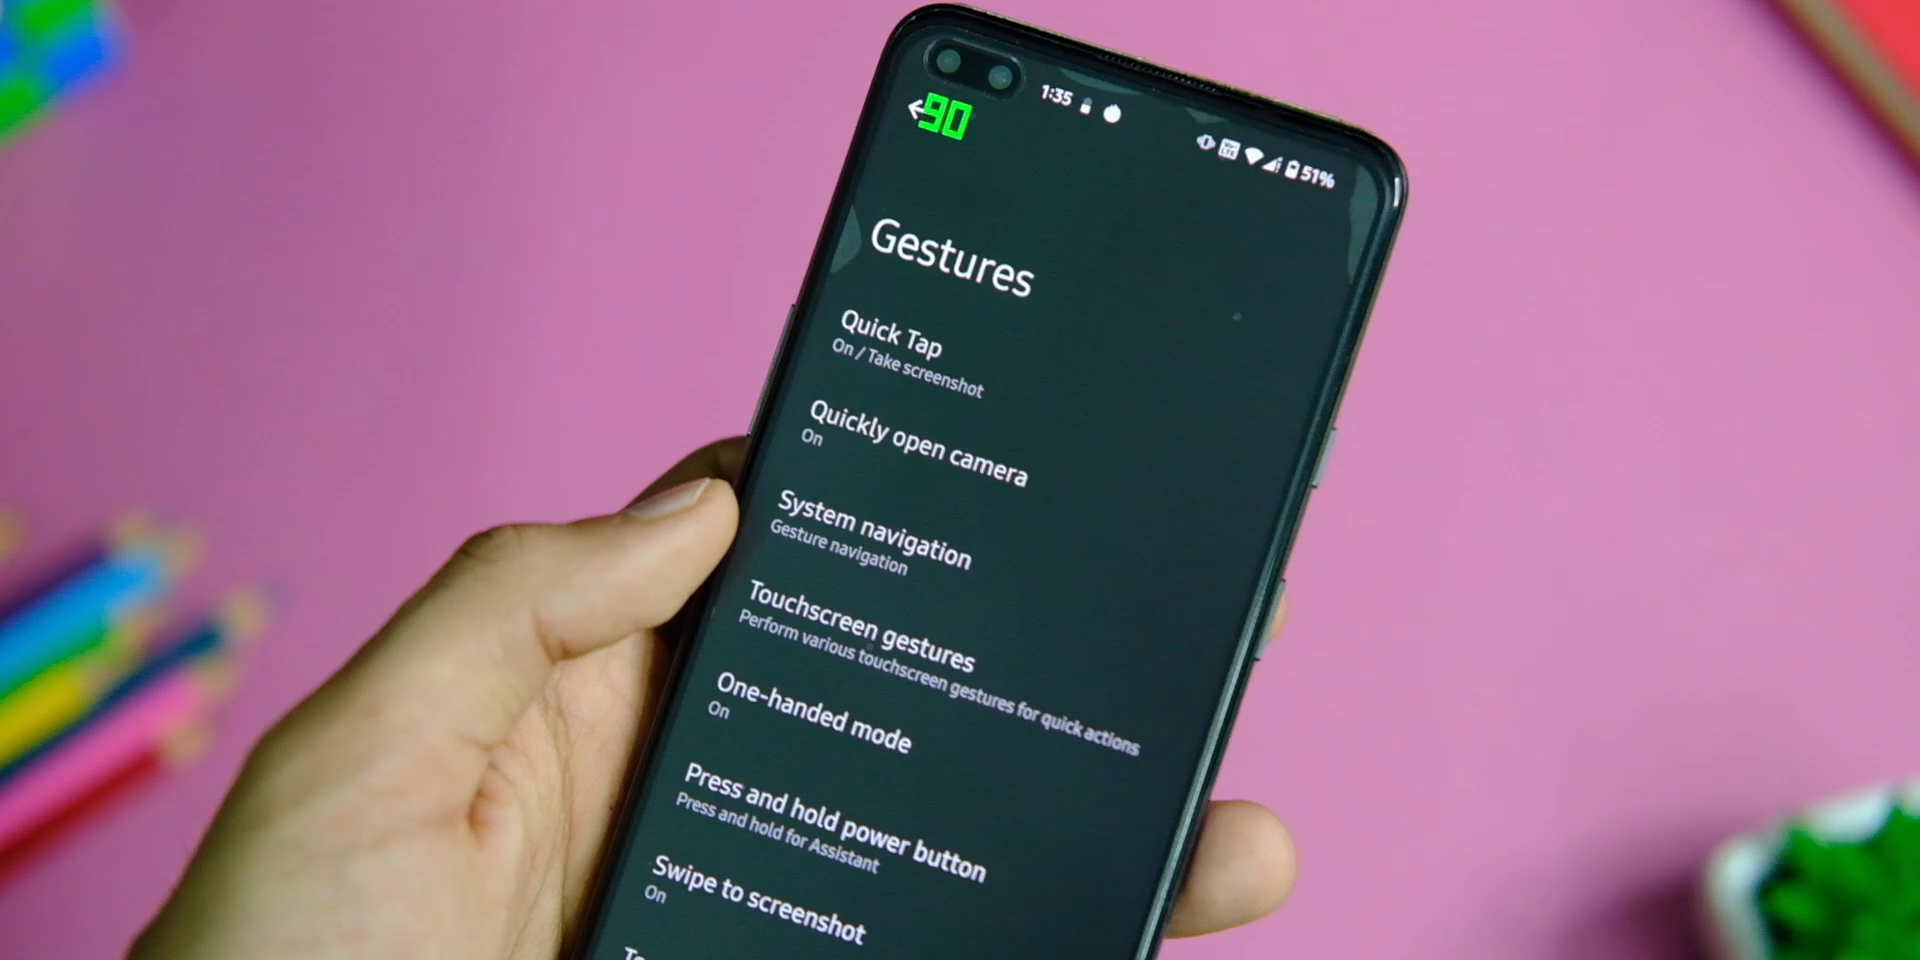 1:35
51%
90
Gestures
Quick Tap
On / Take screenshot
Quickly open camera
On
System navigation
Gesture navigation
Touchscreen gestures
Perform various touchscreen gestures for quick actions
One-handed mode
On
Press and hold power button
Press and hold for Assistant
Swipe to screenshot
On